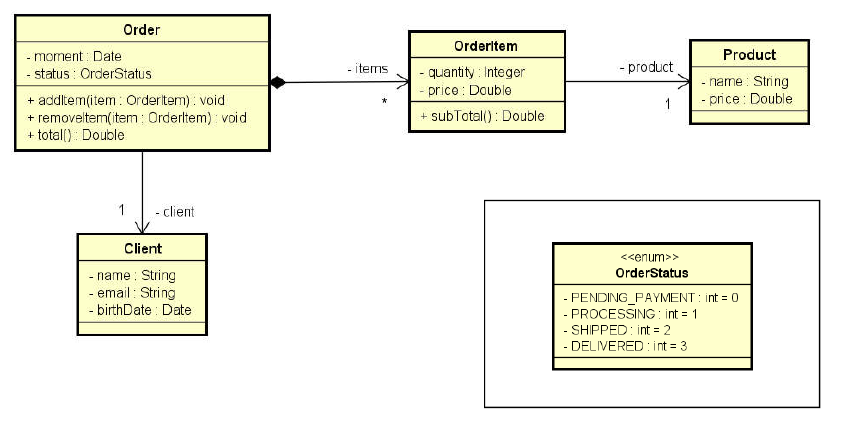 Order
- moment : Date
- status : OrderStatus
+ addItem(item : OrderItem) : void
+ removeItem(item : OrderItem) : void
+ total() : Double
- items
*
OrderItem
- quantity : Integer
- price : Double
+ subTotal() : Double
- product
1
Product
- name : String
- price : Double
1
- client
Client
- name : String
- email : String
- birthDate : Date
<<enum>>
OrderStatus
- PENDING_PAYMENT : int = 0
- PROCESSING : int = 1
- SHIPPED : int = 2
- DELIVERED : int = 3